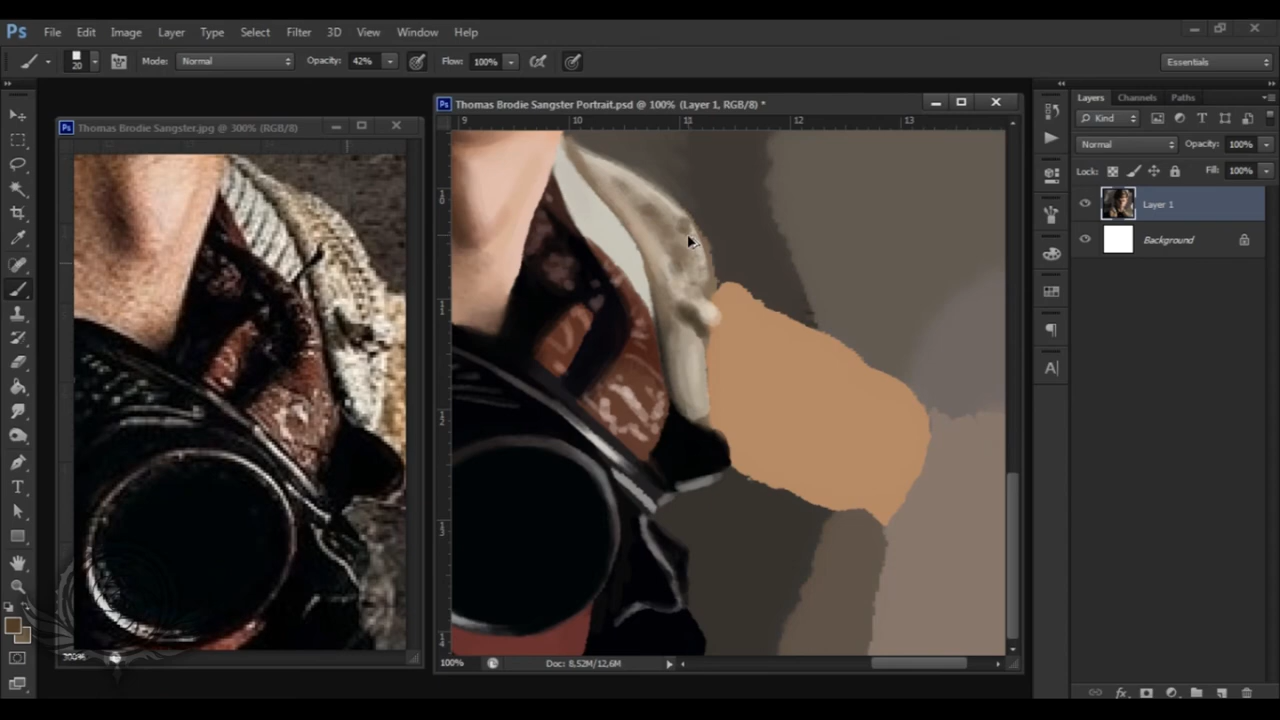 Ps File Edit Image Layer Type Select Filter 3D View Window Help
20 Mode: Normal Opacity: 42% Flow: 100% Essentials
Thomas Brodie Sangster.jpg @ 300% (RGB/8)
Thomas Brodie Sangster Portrait.psd @ 100% (Layer 1, RGB/8) *
9 10 11 12 13
Layers Channels Paths
Kind
Normal Opacity: 100%
Lock: Fill: 100%
Layer 1
Background
300%
100% Doc: 8,52M/12,6M